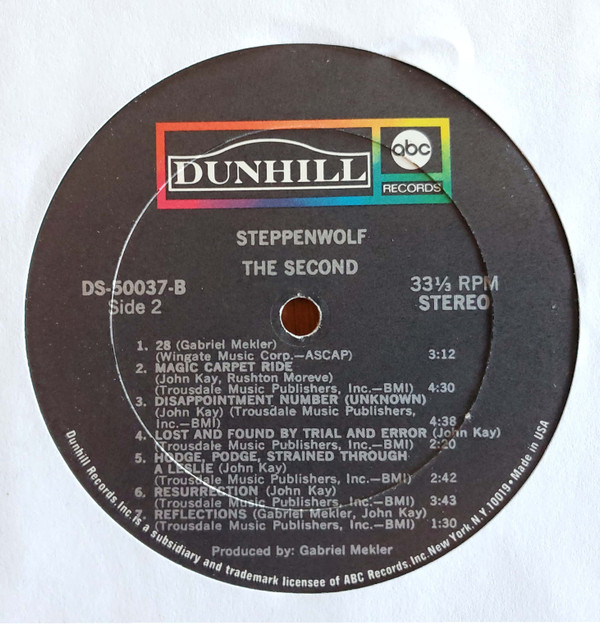 DUNHILL
abc
RECORDS
STEPPENWOLF
THE SECOND
DS-50037-B
Side 2
33⅓ RPM
STEREO
1. 28 (Gabriel Mekler)
(Wingate Music Corp.—ASCAP) 3:12
2. MAGIC CARPET RIDE
(John Kay, Rushton Moreve)
(Trousdale Music Publishers, Inc.—BMI) 4:30
3. DISAPPOINTMENT NUMBER (UNKNOWN)
(John Kay) (Trousdale Music Publishers,
Inc.—BMI) 4:38
4. LOST AND FOUND BY TRIAL AND ERROR (John Kay)
(Trousdale Music Publishers, Inc.—BMI) 2:20
5. HODGE, PODGE, STRAINED THROUGH
A LESLIE (John Kay)
(Trousdale Music Publishers, Inc.—BMI) 2:42
6. RESURRECTION (John Kay)
(Trousdale Music Publishers, Inc.—BMI) 3:43
7. REFLECTIONS (Gabriel Mekler, John Kay)
(Trousdale Music Publishers, Inc.—BMI) 1:30
Produced by: Gabriel Mekler
Dunhill Records, Inc. is a subsidiary and trademark licensee of ABC Records, Inc. New York, N.Y. 10019 • Made in USA